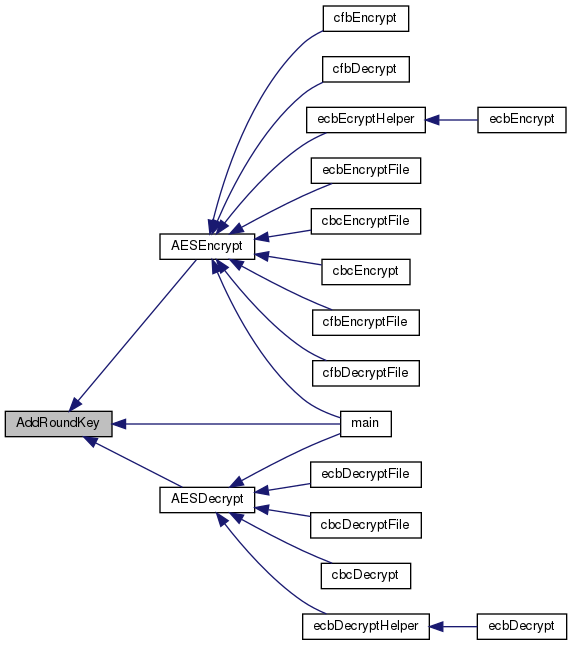 cfbEncrypt
cfbDecrypt
ecbEcryptHelper
ecbEncrypt
ecbEncryptFile
cbcEncryptFile
AESEncrypt
cbcEncrypt
cfbEncryptFile
cfbDecryptFile
AddRoundKey
main
ecbDecryptFile
AESDecrypt
cbcDecryptFile
cbcDecrypt
ecbDecryptHelper
ecbDecrypt